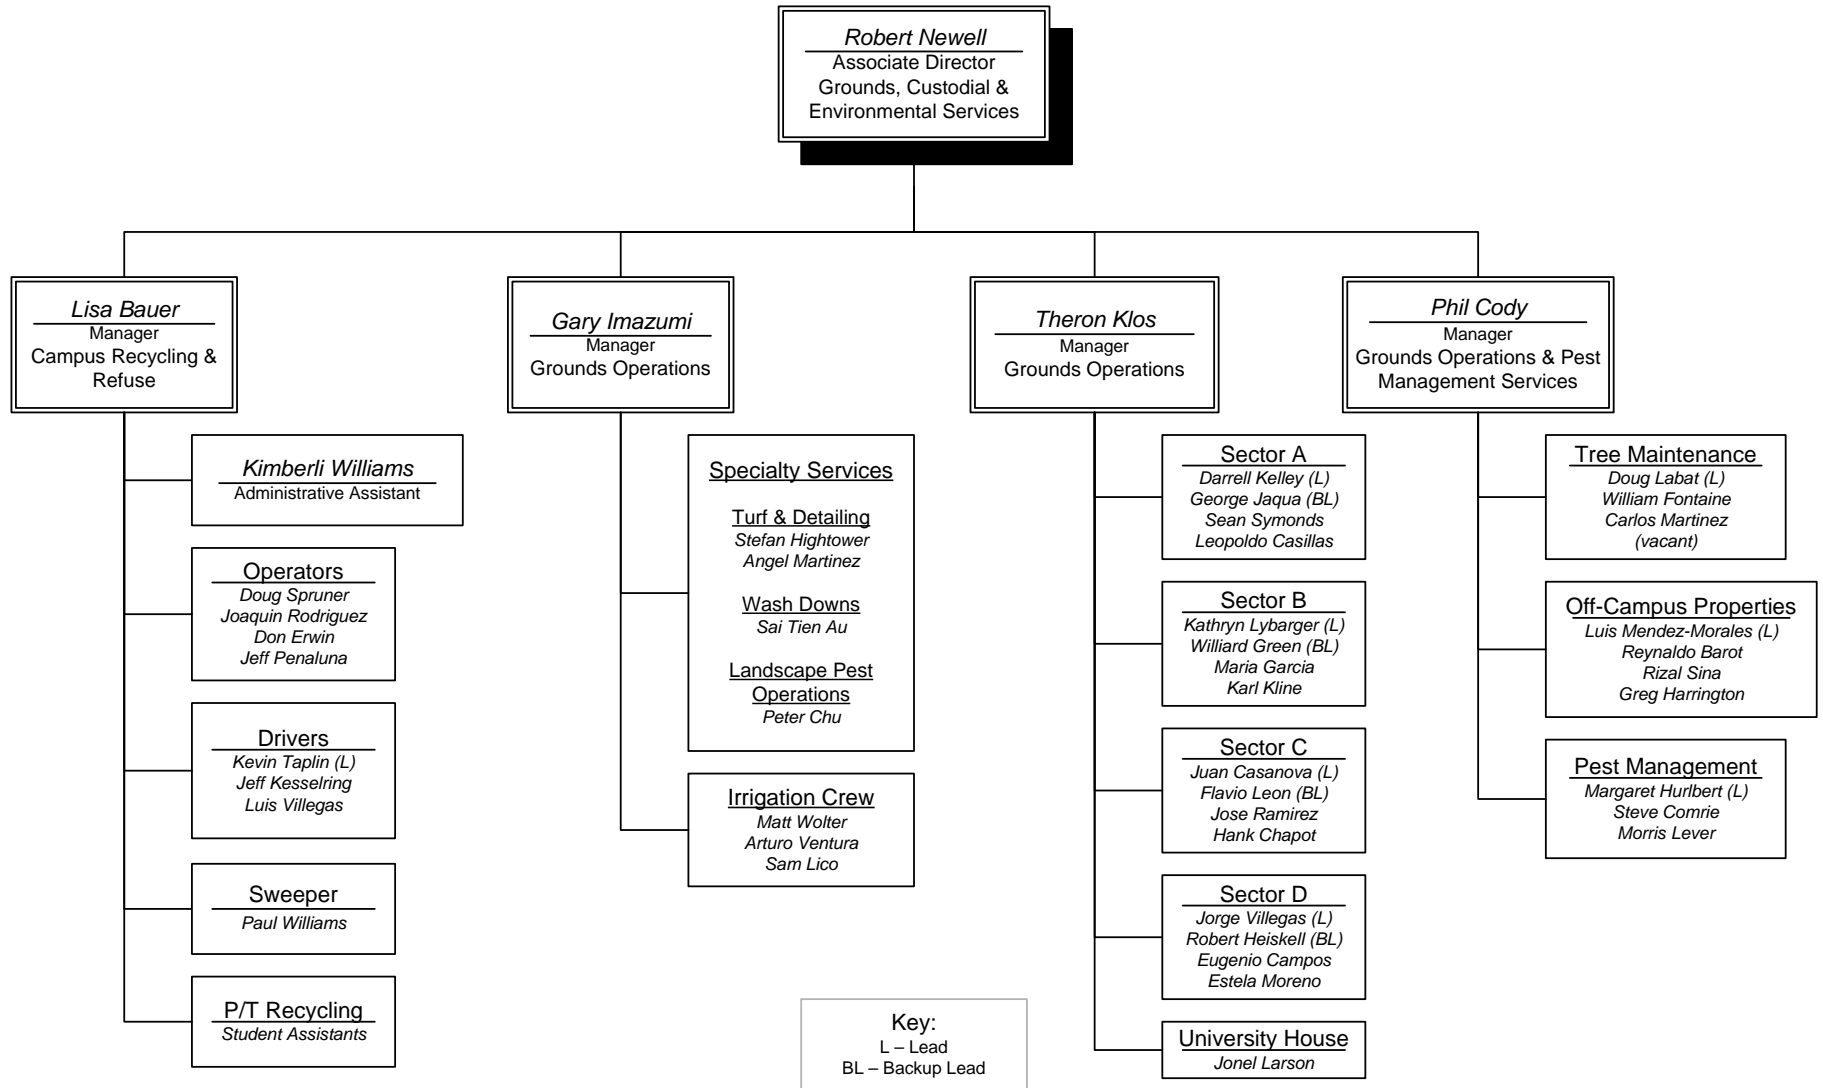 Robert Newell
Associate Director
Grounds, Custodial &
Environmental Services
Lisa Bauer
Manager
Campus Recycling &
Refuse
Kimberli Williams
Administrative Assistant
Operators
Doug Spruner
Joaquin Rodriguez
Don Erwin
Jeff Penaluna
Drivers
Kevin Taplin (L)
Jeff Kesselring
Luis Villegas
Sweeper
Paul Williams
P/T Recycling
Student Assistants
Gary Imazumi
Manager
Grounds Operations
Specialty Services
Turf & Detailing
Stefan Hightower
Angel Martinez
Wash Downs
Sai Tien Au
Landscape Pest
Operations
Peter Chu
Irrigation Crew
Matt Wolter
Arturo Ventura
Sam Lico
Theron Klos
Manager
Grounds Operations
Sector A
Darrell Kelley (L)
George Jaqua (BL)
Sean Symonds
Leopoldo Casillas
Sector B
Kathryn Lybarger (L)
Williard Green (BL)
Maria Garcia
Karl Kline
Sector C
Juan Casanova (L)
Flavio Leon (BL)
Jose Ramirez
Hank Chapot
Sector D
Jorge Villegas (L)
Robert Heiskell (BL)
Eugenio Campos
Estela Moreno
University House
Jonel Larson
Phil Cody
Manager
Grounds Operations & Pest
Management Services
Tree Maintenance
Doug Labat (L)
William Fontaine
Carlos Martinez
(vacant)
Off-Campus Properties
Luis Mendez-Morales (L)
Reynaldo Barot
Rizal Sina
Greg Harrington
Pest Management
Margaret Hurlbert (L)
Steve Comrie
Morris Lever
Key:
L – Lead
BL – Backup Lead